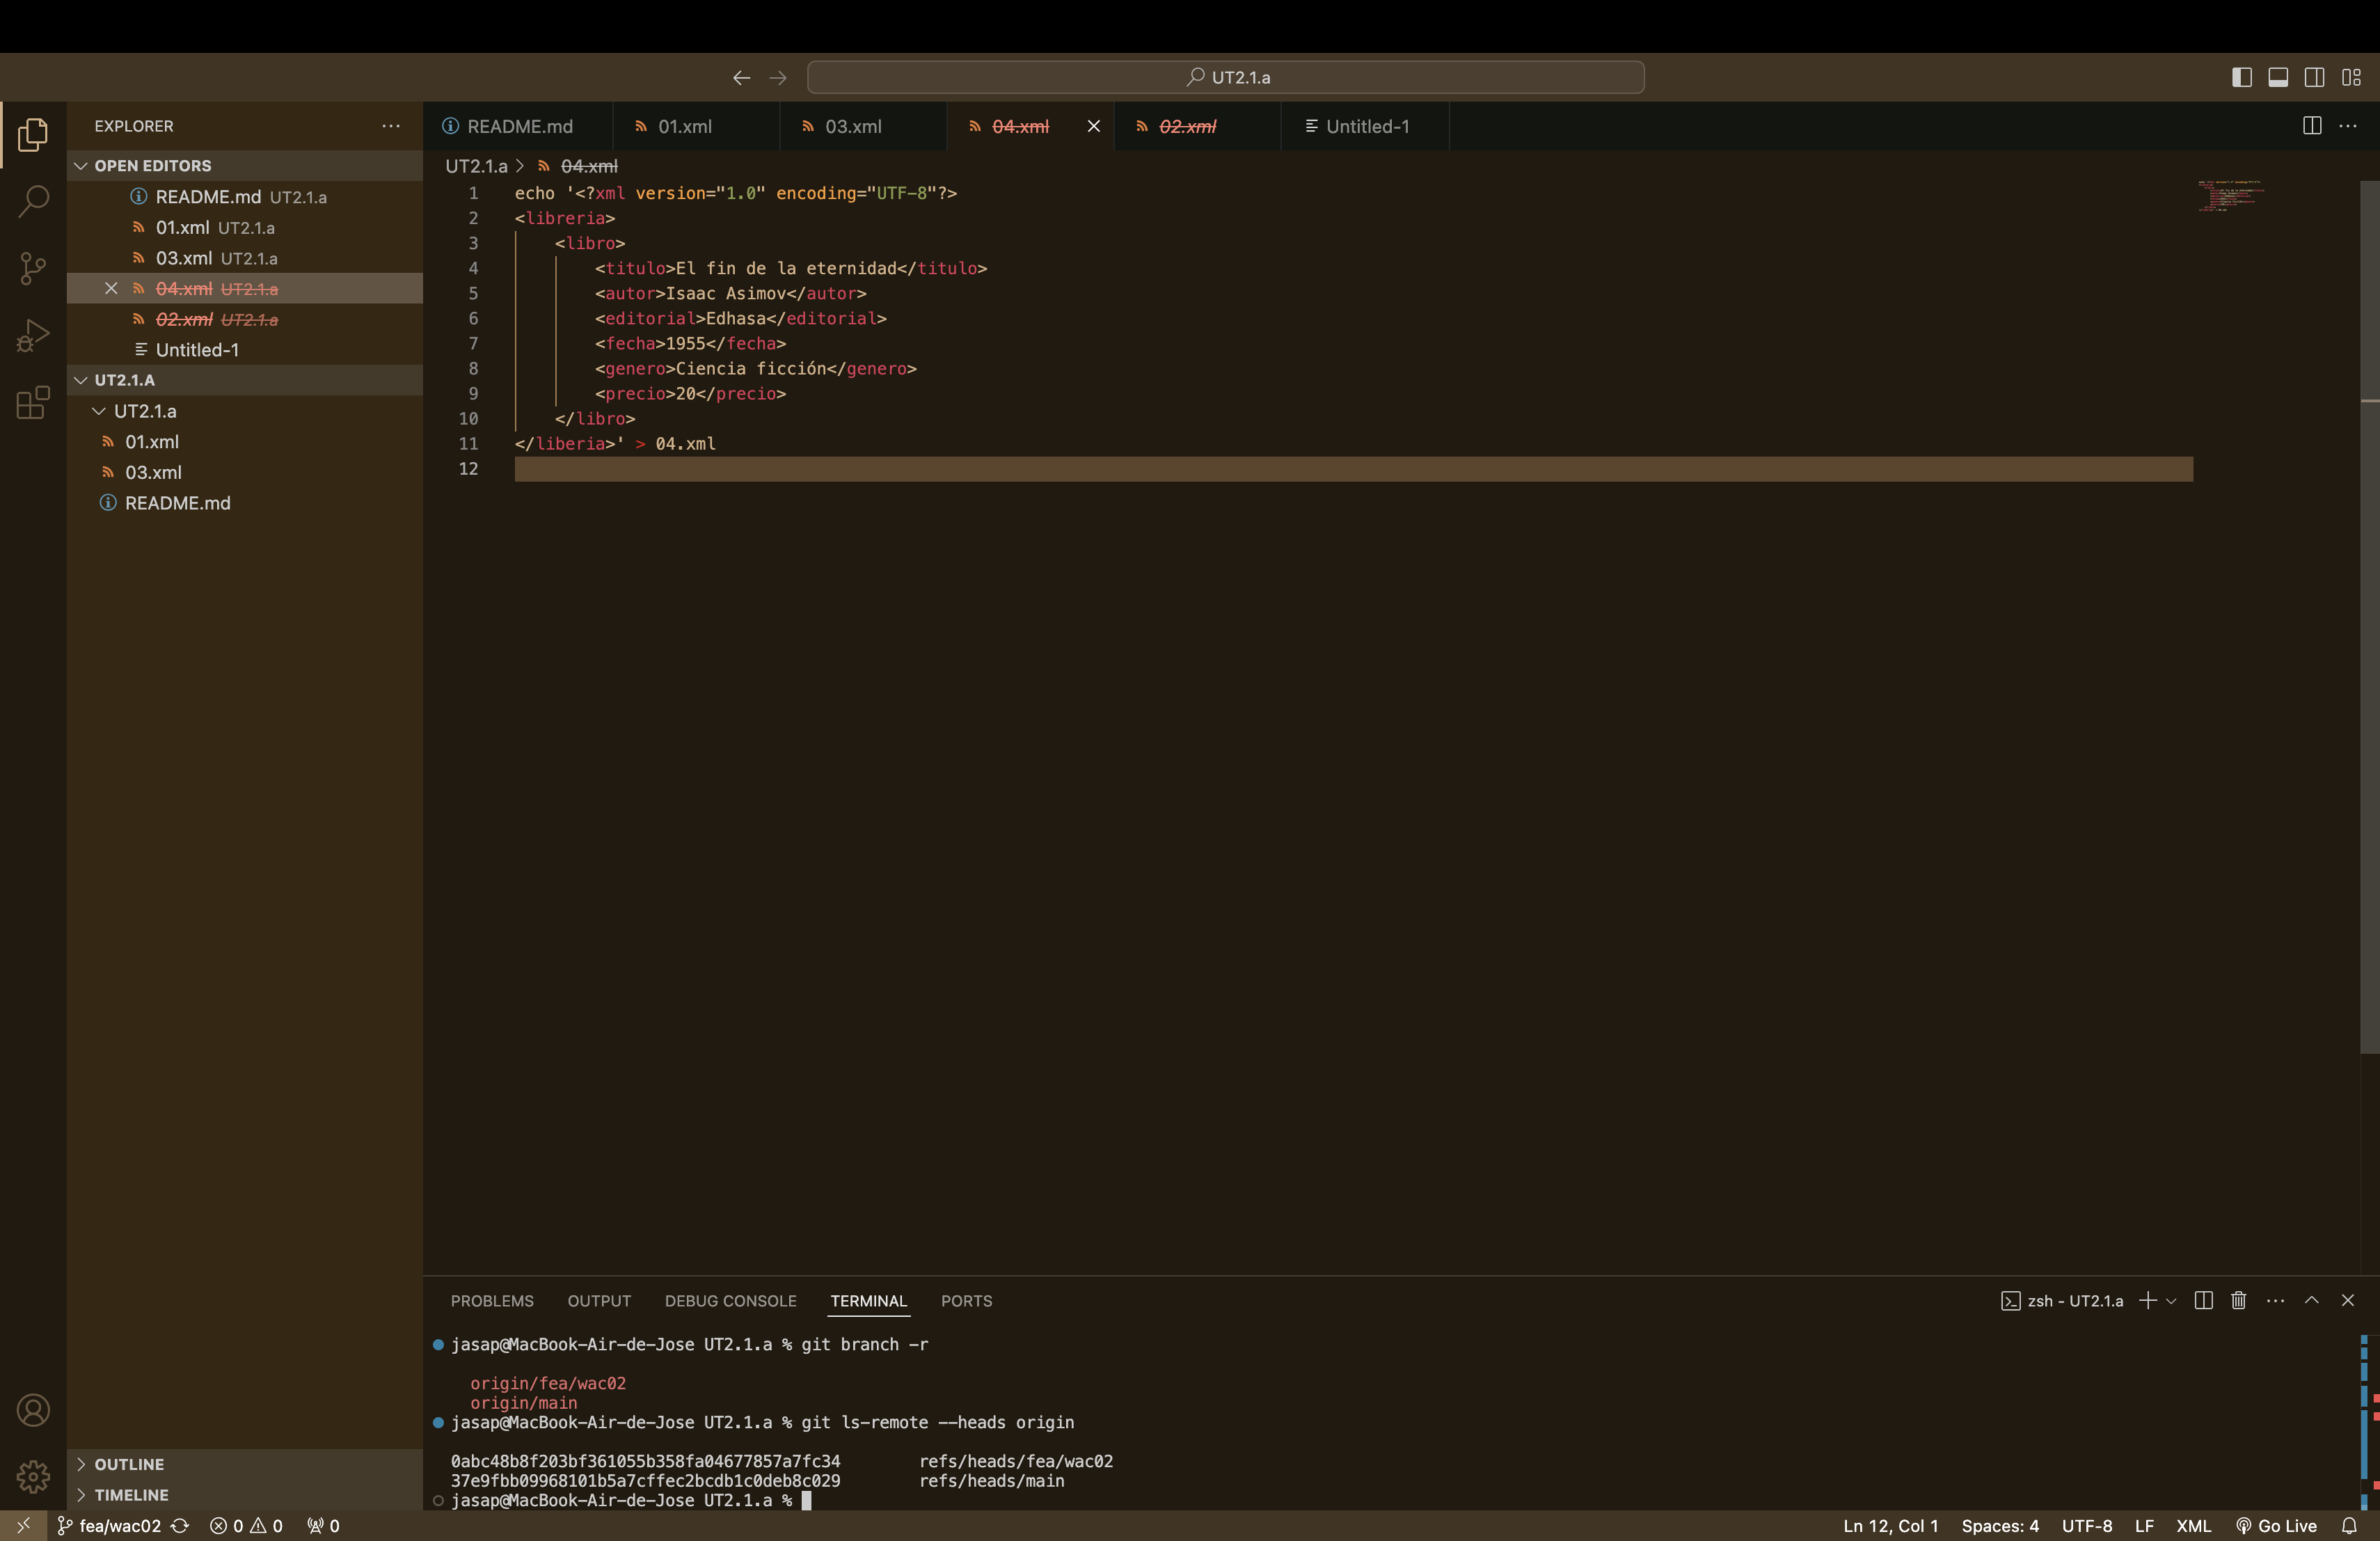 UT2.1.a
EXPLORER
OPEN EDITORS
README.md UT2.1.a
01.xml UT2.1.a
03.xml UT2.1.a
04.xml UT2.1.a
02.xml UT2.1.a
Untitled-1
UT2.1.A
UT2.1.a
01.xml
03.xml
README.md
OUTLINE
TIMELINE
README.md 01.xml 03.xml 04.xml 02.xml Untitled-1
UT2.1.a > 04.xml
1 echo '<?xml version="1.0" encoding="UTF-8"?>
2 <libreria>
3 <libro>
4 <titulo>El fin de la eternidad</titulo>
5 <autor>Isaac Asimov</autor>
6 <editorial>Edhasa</editorial>
7 <fecha>1955</fecha>
8 <genero>Ciencia ficción</genero>
9 <precio>20</precio>
10 </libro>
11 </liberia>' > 04.xml
12
PROBLEMS OUTPUT DEBUG CONSOLE TERMINAL PORTS zsh - UT2.1.a
jasap@MacBook-Air-de-Jose UT2.1.a % git branch -r
origin/fea/wac02
origin/main
jasap@MacBook-Air-de-Jose UT2.1.a % git ls-remote --heads origin
0abc48b8f203bf361055b358fa04677857a7fc34 refs/heads/fea/wac02
37e9fbb09968101b5a7cffec2bcdb1c0deb8c029 refs/heads/main
jasap@MacBook-Air-de-Jose UT2.1.a %
fea/wac02 0 0 0 Ln 12, Col 1 Spaces: 4 UTF-8 LF XML Go Live